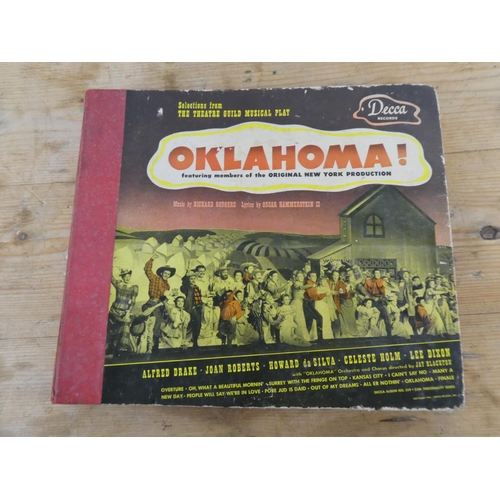 Selections from
THE THEATRE GUILD MUSICAL PLAY
Decca
RECORDS
OKLAHOMA!
featuring members of the ORIGINAL NEW YORK PRODUCTION
Music by RICHARD RODGERS Lyrics by OSCAR HAMMERSTEIN II
ALFRED DRAKE · JOAN ROBERTS · HOWARD da SILVA · CELESTE HOLM · LEE DIXON
with "OKLAHOMA" Orchestra and Chorus directed by JAY BLACKTON
OVERTURE · OH, WHAT A BEAUTIFUL MORNIN' · SURREY WITH THE FRINGE ON TOP · KANSAS CITY · I CAIN'T SAY NO · MANY A
NEW DAY · PEOPLE WILL SAY WE'RE IN LOVE · PORE JUD IS DAID · OUT OF MY DREAMS · ALL ER NOTHIN' · OKLAHOMA · FINALE
DECCA ALBUM NO.